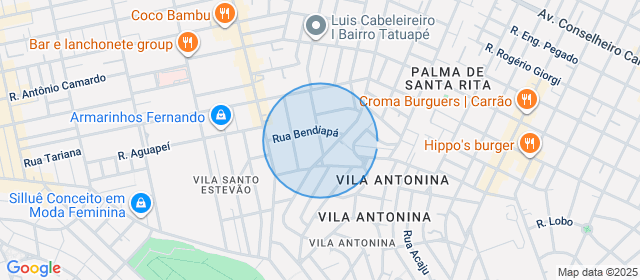 Coco Bambu
Luis Cabeleireiro
| Bairro Tatuapé
Av. Conselheiro Car
R. Eng. Pegado
R. Rogério Giorgi
Bar e lanchonete group
PALMA DE
SANTA RITA
R. Antônio Camardo
Croma Burguers | Carrão
Armarinhos Fernando
Rua Bendiapá
Hippo's burger
Rua Tariana
R. Aguapeí
VILA SANTO
ESTEVÃO
VILA ANTONINA
Silluê Conceito em
Moda Feminina
VILA ANTONINA
R. Lobo
Rua Acaju
VILA ANTONINA
Google
Map data ©2025